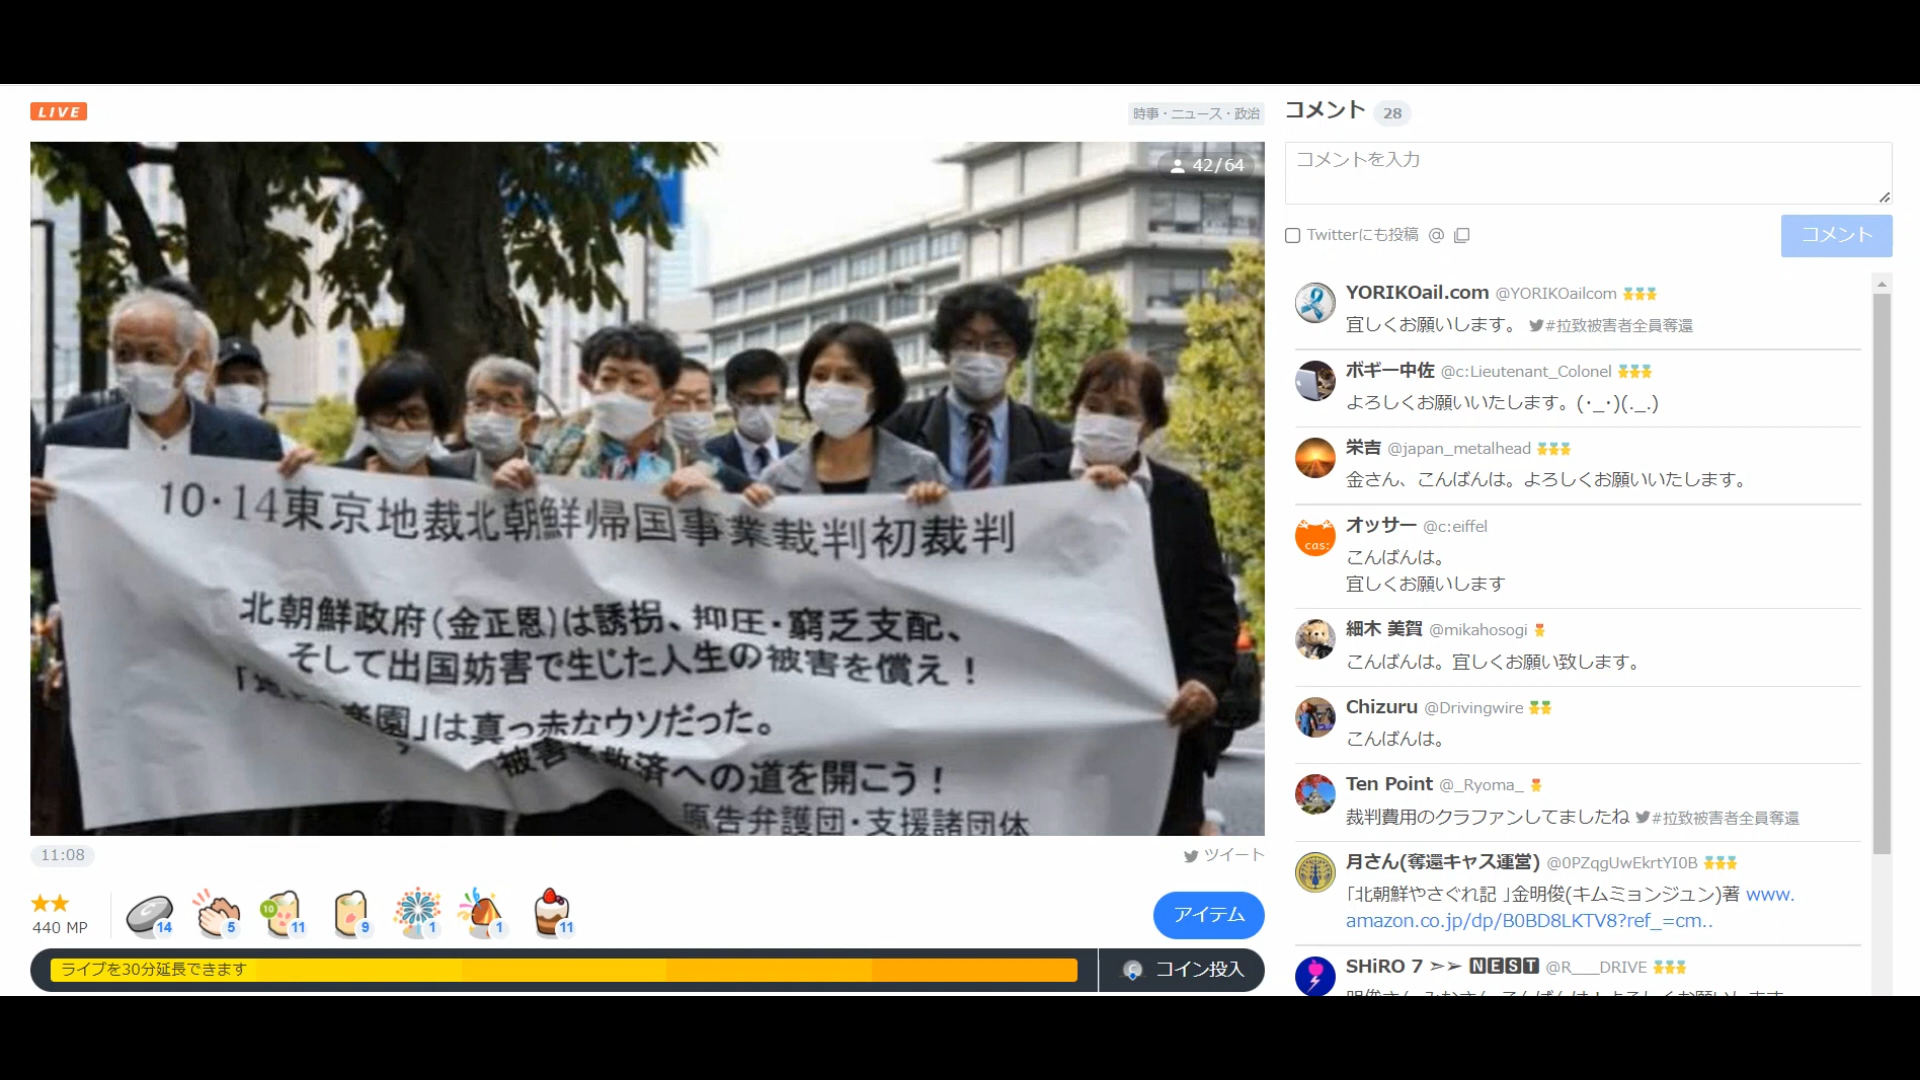 LIVE
時事・ニュース・政治
42/64
10・14東京地裁北朝鮮帰国事業裁判初裁判
北朝鮮政府(金正恩)は誘拐、抑圧・窮乏支配、
そして出国妨害で生じた人生の被害を償え！
「地 楽園」は真っ赤なウソだった。
被害者救済への道を開こう！
原告弁護団・支援諸団体
11:08
ツイート
440 MP
14
5
10
11
9
1
1
11
アイテム
ライブを30分延長できます
コイン投入
コメント 28
コメントを入力
Twitterにも投稿 @
コメント
YORIKOail.com @YORIKOailcom
宜しくお願いします。 #拉致被害者全員奪還
ボギー中佐 @c:Lieutenant_Colonel
よろしくお願いいたします。(･_･)(._.)
栄吉 @japan_metalhead
金さん、こんばんは。よろしくお願いいたします。
cas:
オッサー @c:eiffel
こんばんは。
宜しくお願いします
細木 美賀 @mikahosogi
こんばんは。宜しくお願い致します。
Chizuru @Drivingwire
こんばんは。
Ten Point @_Ryoma_
裁判費用のクラファンしてましたね #拉致被害者全員奪還
月さん(奪還キャス運営) @0PZqgUwEkrtYI0B
「北朝鮮やさぐれ記 」金明俊(キムミョンジュン)著 www.
amazon.co.jp/dp/B0BD8LKTV8?ref_=cm..
SHiRO 7 ➣➢ NEST @R___DRIVE